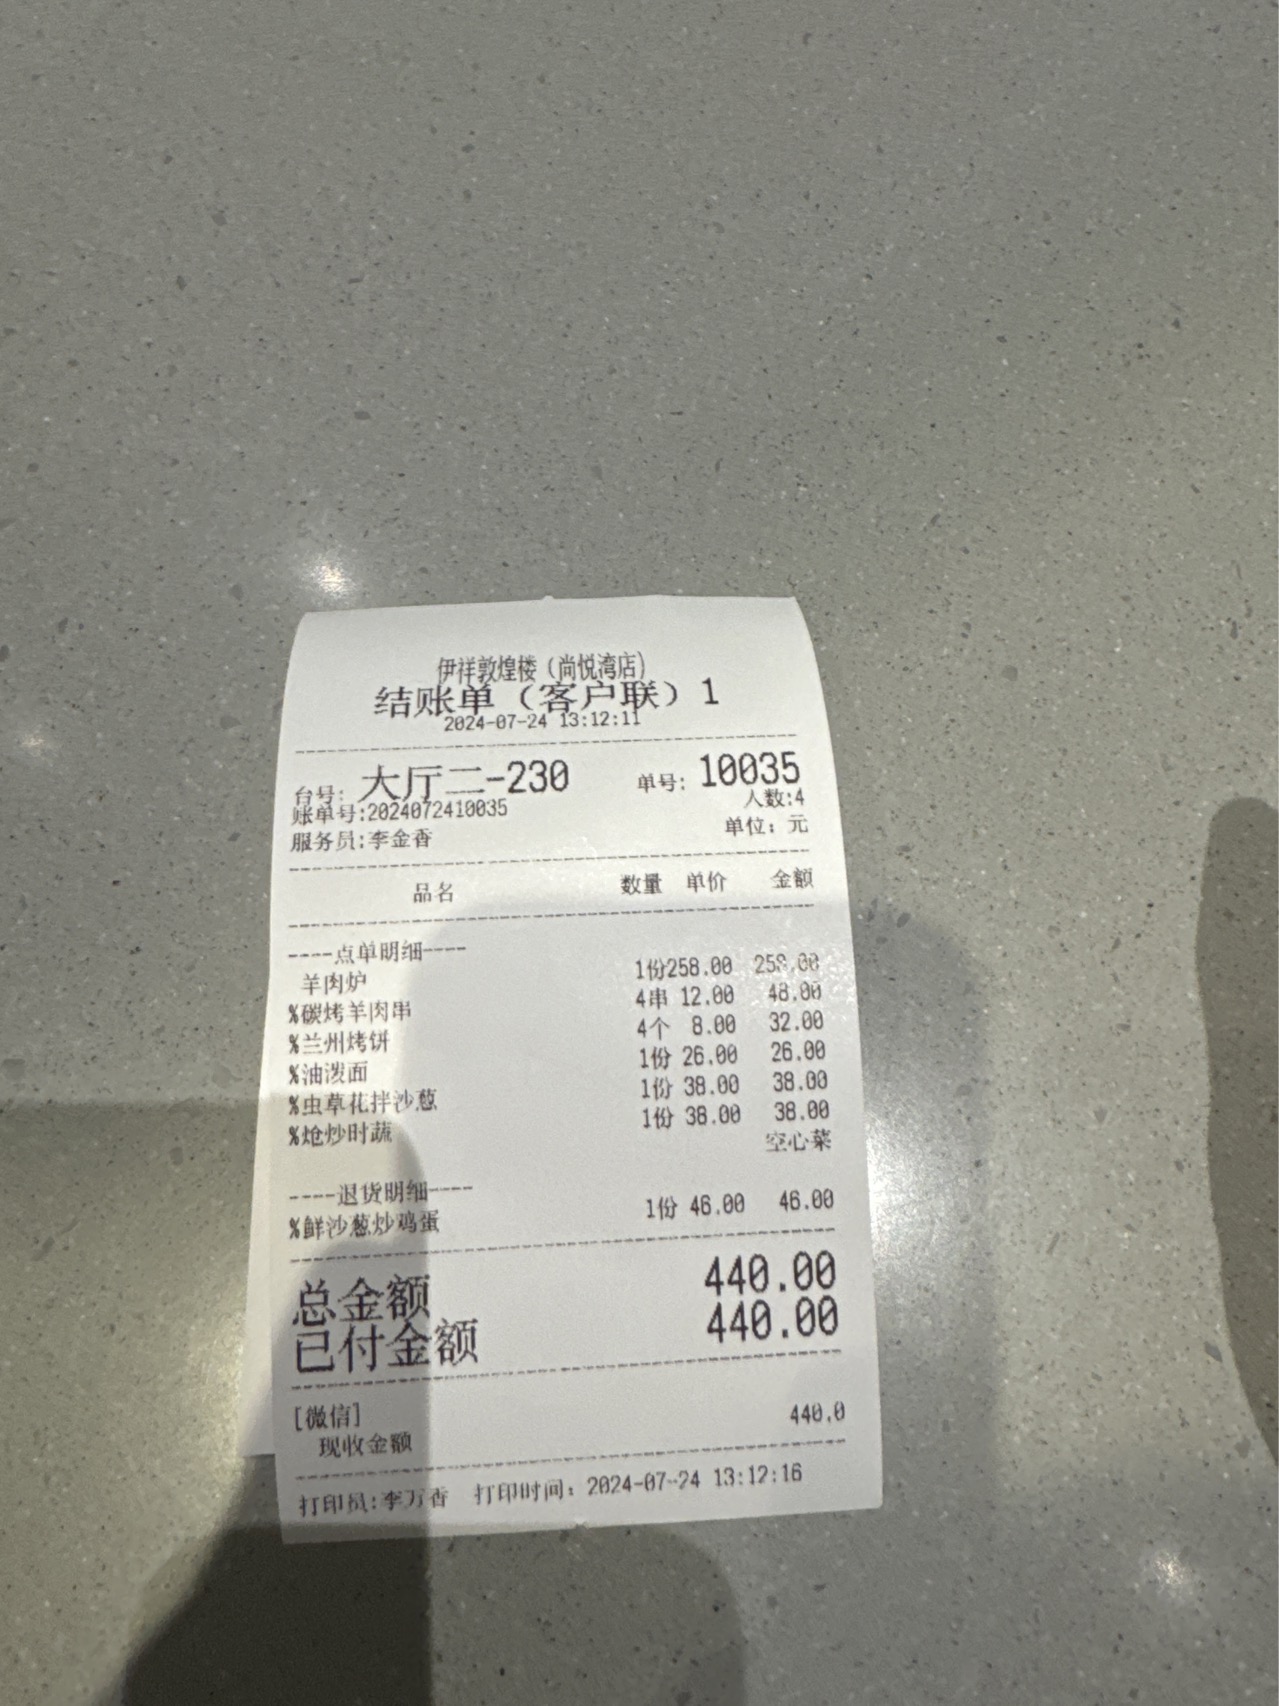 伊祥敦煌楼（尚悦湾店）
结账单（客户联）1
2024-07-24 13:12:11
台号: 大厅二-230 单号: 10035
账单号:2024072410035 人数:4
服务员:李金香 单位: 元
品名 数量 单价 金额
----点单明细----
羊肉炉 1份258.00 258.00
%碳烤羊肉串 4串 12.00 48.00
%兰州烤饼 4个 8.00 32.00
%油泼面 1份 26.00 26.00
%虫草花拌沙葱 1份 38.00 38.00
%炝炒时蔬 1份 38.00 38.00
空心菜
----退货明细----
%鲜沙葱炒鸡蛋 1份 46.00 46.00
总金额 440.00
已付金额 440.00
[微信] 440.0
现收金额
打印员:李万香 打印时间: 2024-07-24 13:12:16